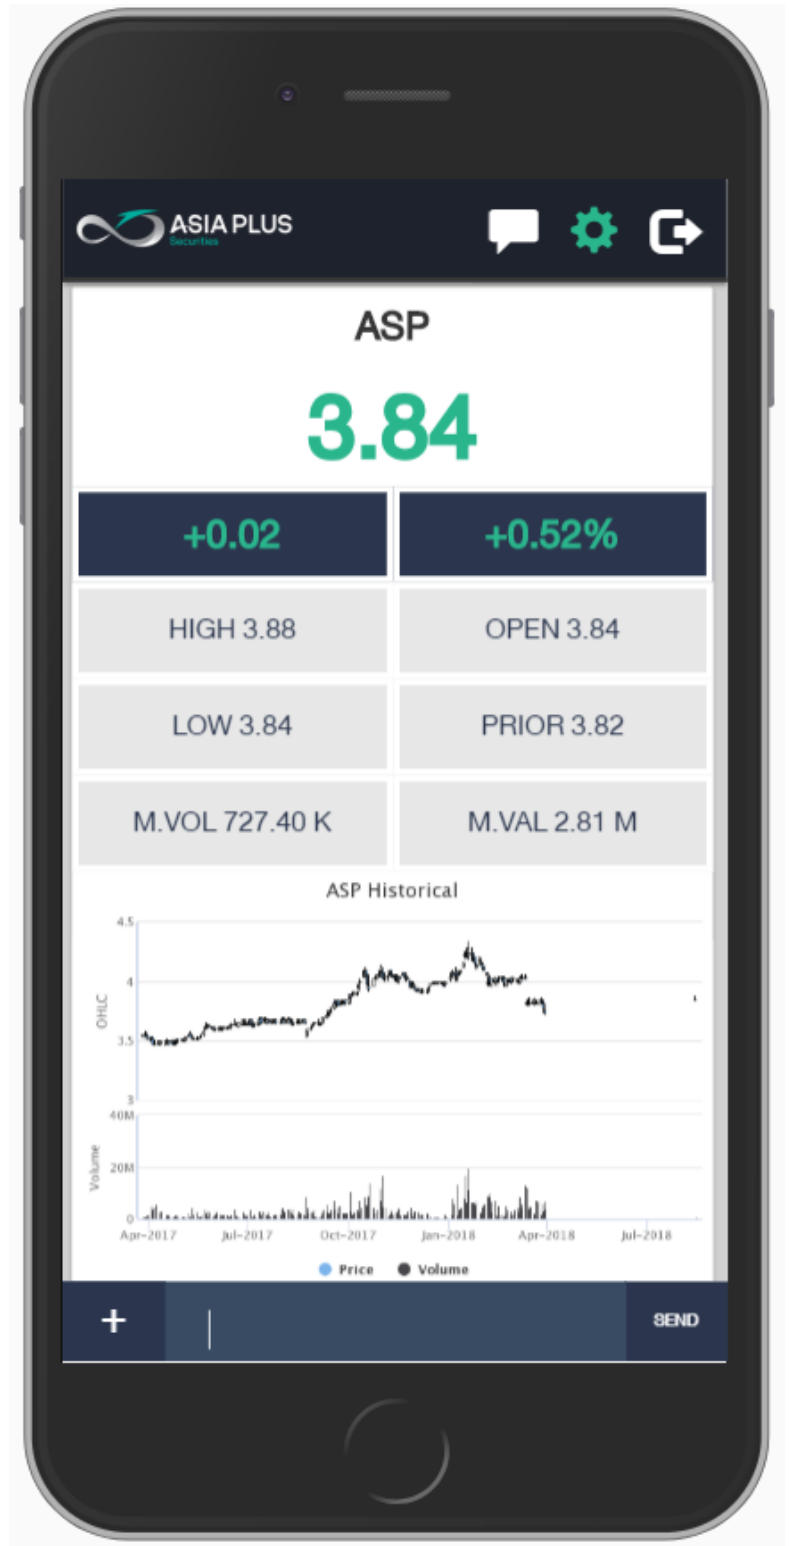 ASIA PLUS
Securities
ASP
3.84
+0.02 +0.52%
HIGH 3.88 OPEN 3.84
LOW 3.84 PRIOR 3.82
M.VOL 727.40 K M.VAL 2.81 M
ASP Historical
4.5
4
OHLC
3.5
3
40M
Volume
20M
0
Apr-2017 Jul-2017 Oct-2017 Jan-2018 Apr-2018 Jul-2018
Price Volume
+ SEND